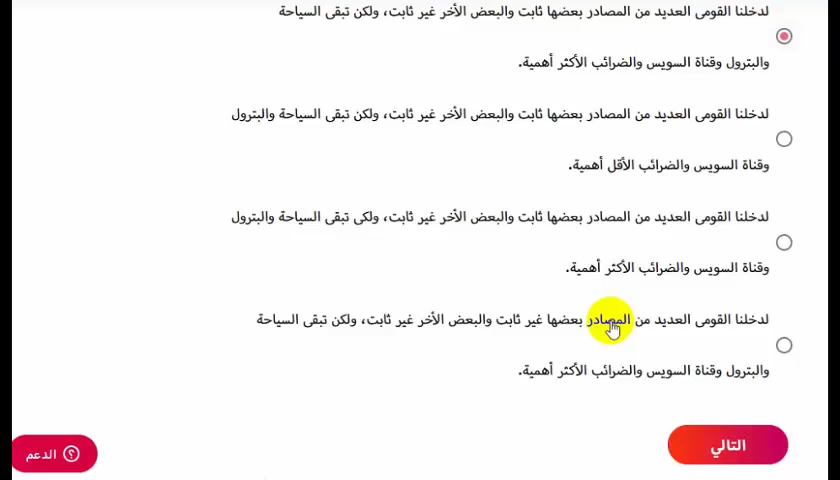 لدخلنا القومى العديد من المصادر بعضها ثابت والبعض الأخر غير ثابت، ولكن تبقى السياحة
والبترول وقناة السويس والضرائب الأكثر أهمية.
لدخلنا القومى العديد من المصادر بعضها ثابت والبعض الأخر غير ثابت، ولكن تبقى السياحة والبترول
وقناة السويس والضرائب الأقل أهمية.
لدخلنا القومى العديد من المصادر بعضها ثابت والبعض الأخر غير ثابت، ولكى تبقى السياحة والبترول
وقناة السويس والضرائب الأكثر أهمية.
لدخلنا القومى العديد من المصادر بعضها غير ثابت والبعض الأخر غير ثابت، ولكن تبقى السياحة
والبترول وقناة السويس والضرائب الأكثر أهمية.
التالي
الدعم